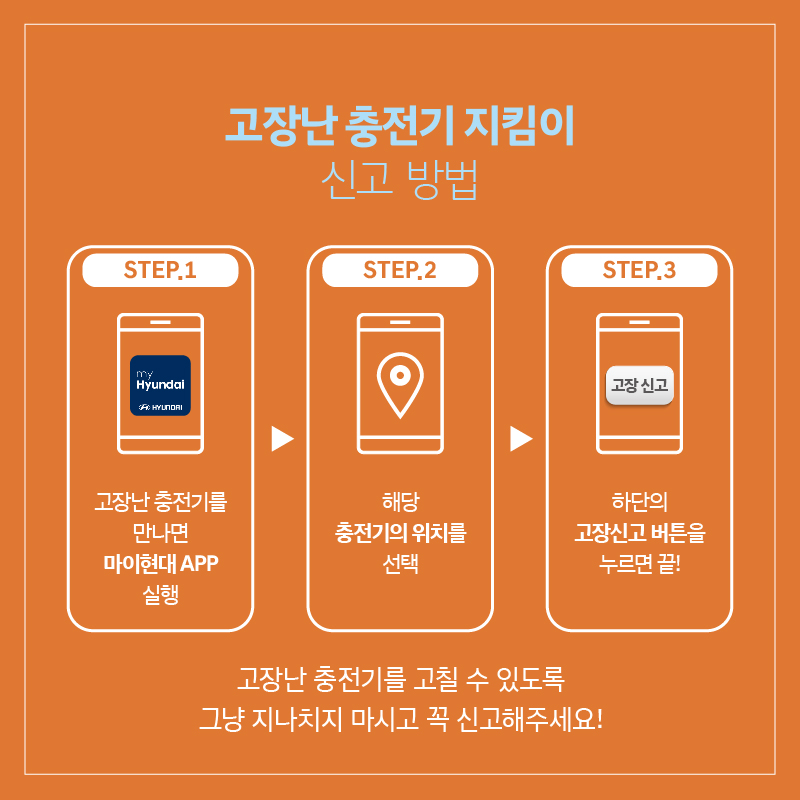 고장난 충전기 지킴이
신고 방법
STEP.1
my
Hyundai
HYUNDAI
고장난 충전기를
만나면
마이현대 APP
실행
STEP.2
해당
충전기의 위치를
선택
STEP.3
고장 신고
하단의
고장신고 버튼을
누르면 끝!
고장난 충전기를 고칠 수 있도록
그냥 지나치지 마시고 꼭 신고해주세요!